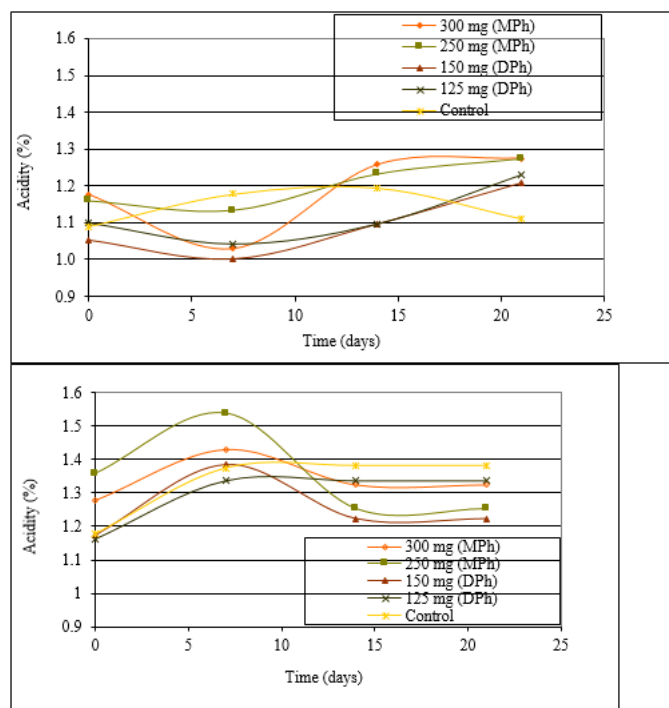 300 mg (MPh)
250 mg (MPh)
150 mg (DPh)
125 mg (DPh)
Control
1.6
1.5
1.4
1.3
1.2
1.1
1.0
0.9
Acidity (%)
0 5 10 15 20 25
Time (days)
1.6
1.5
1.4
1.3
1.2
1.1
1
0.9
Acidity (%)
300 mg (MPh)
250 mg (MPh)
150 mg (DPh)
125 mg (DPh)
Control
0 5 10 15 20 25
Time (days)